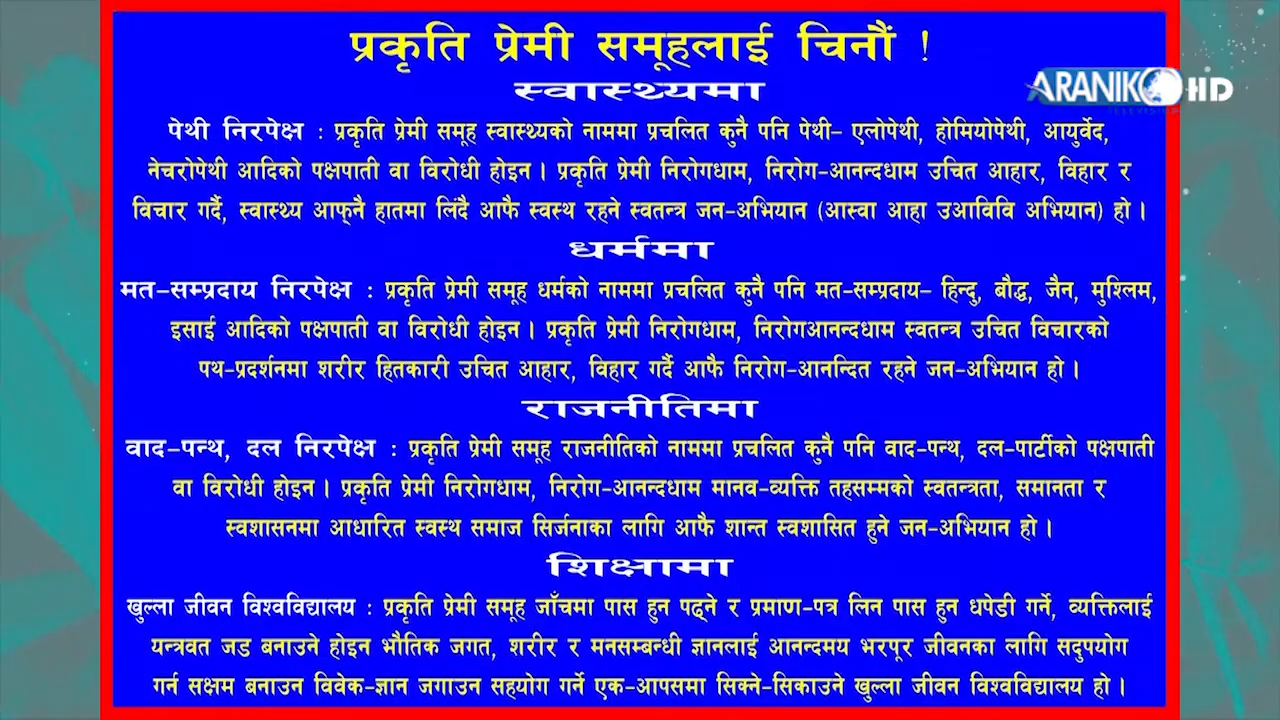 प्रकृति प्रेमी समूहलाई चिनौं !
स्वास्थ्यमा
ARANIKO HD
TELEVISION
पेथी निरपेक्ष : प्रकृति प्रेमी समूह स्वास्थ्यको नाममा प्रचलित कुनै पनि पेथी– एलोपेथी, होमियोपेथी, आयुर्वेद,
नेचरोपेथी आदिको पक्षपाती वा विरोधी होइन । प्रकृति प्रेमी निरोगधाम, निरोग–आनन्दधाम उचित आहार, विहार र
विचार गर्दै, स्वास्थ्य आफ्नै हातमा लिंदै आफै स्वस्थ रहने स्वतन्त्र जन–अभियान (आस्वा आहा उआविवि अभियान) हो ।
धर्ममा
मत–सम्प्रदाय निरपेक्ष : प्रकृति प्रेमी समूह धर्मको नाममा प्रचलित कुनै पनि मत–सम्प्रदाय– हिन्दु, बौद्ध, जैन, मुश्लिम,
इसाई आदिको पक्षपाती वा विरोधी होइन । प्रकृति प्रेमी निरोगधाम, निरोगआनन्दधाम स्वतन्त्र उचित विचारको
पथ–प्रदर्शनमा शरीर हितकारी उचित आहार, विहार गर्दै आफै निरोग–आनन्दित रहने जन–अभियान हो ।
राजनीतिमा
वाद–पन्थ, दल निरपेक्ष : प्रकृति प्रेमी समूह राजनीतिको नाममा प्रचलित कुनै पनि वाद–पन्थ, दल–पार्टीको पक्षपाती
वा विरोधी होइन । प्रकृति प्रेमी निरोगधाम, निरोग–आनन्दधाम मानव–व्यक्ति तहसम्मको स्वतन्त्रता, समानता र
स्वशासनमा आधारित स्वस्थ समाज सिर्जनाका लागि आफै शान्त स्वशासित हुने जन–अभियान हो ।
शिक्षामा
खुल्ला जीवन विश्वविद्यालय : प्रकृति प्रेमी समूह जाँचमा पास हुन पढ्ने र प्रमाण–पत्र लिन पास हुन धपेडी गर्ने, व्यक्तिलाई
यन्त्रवत जड बनाउने होइन भौतिक जगत, शरीर र मनसम्बन्धी ज्ञानलाई आनन्दमय भरपूर जीवनका लागि सदुपयोग
गर्न सक्षम बनाउन विवेक–ज्ञान जगाउन सहयोग गर्ने एक–आपसमा सिक्ने–सिकाउने खुल्ला जीवन विश्वविद्यालय हो ।